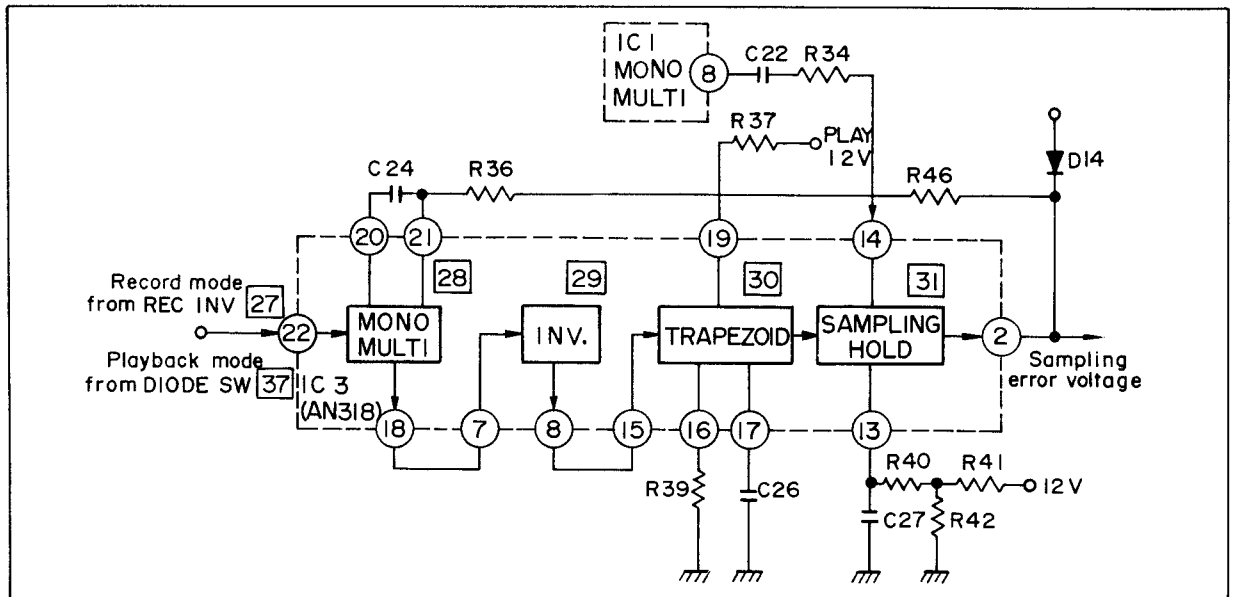 IC I
MONO
MULTI
8
C22
R34
R37
PLAY
12V
D14
C24
R36
R46
20
21
19
14
28
29
30
31
Record mode
from REC INV 27
22
MONO
MULTI
INV.
TRAPEZOID
SAMPLING
HOLD
2
Sampling
error voltage
Playback mode
from DIODE SW 37
IC 3
(AN318)
18
7
8
15
16
17
13
R39
C26
R40
R41
12V
C27
R42